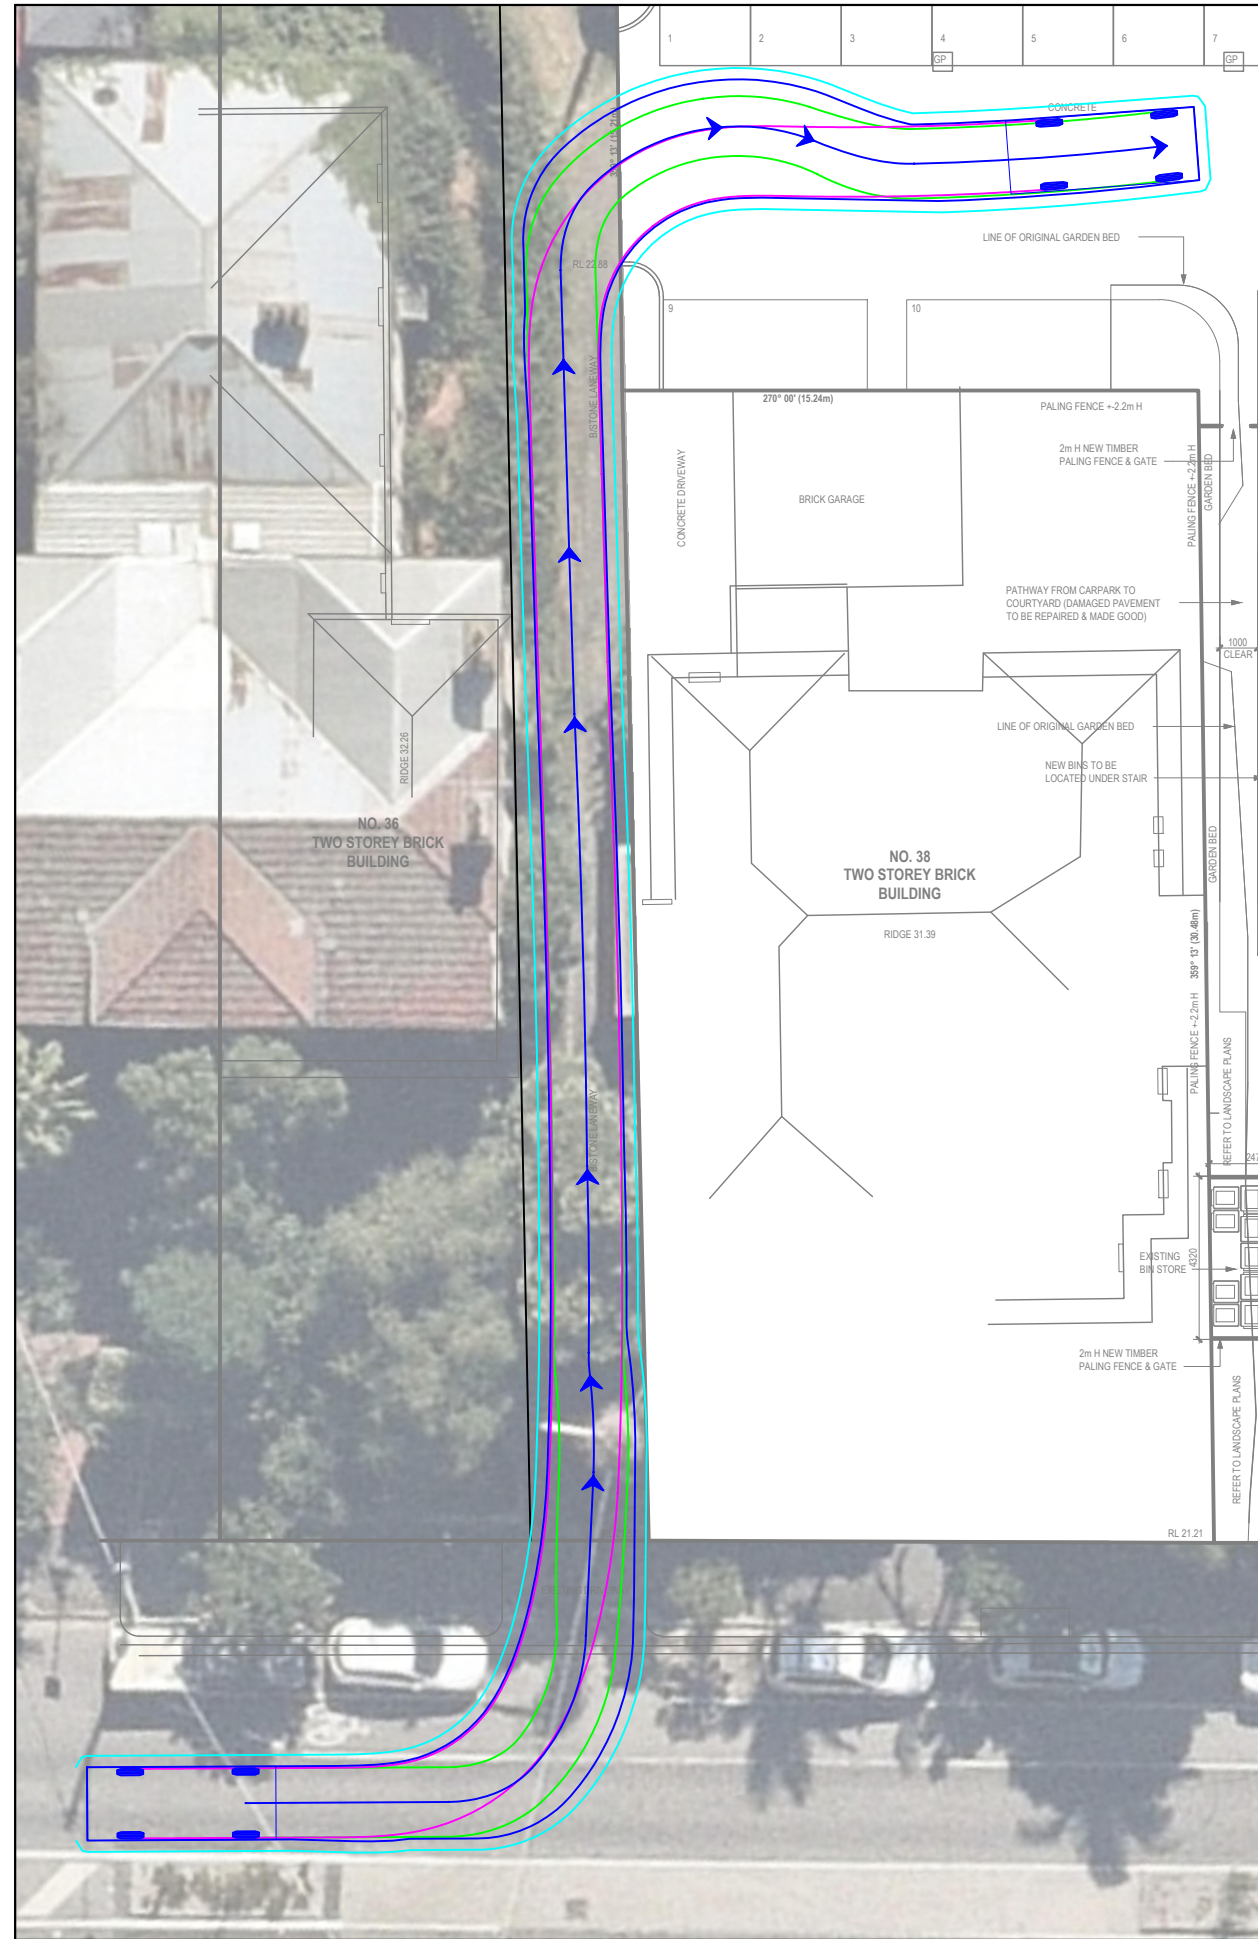 1
2
3
4
5
6
7
GP
GP
CONCRETE
LINE OF ORIGINAL GARDEN BED
RL 22.88
9
10
B/STONE LANEWAY
270° 00' (15.24m)
PALING FENCE +-2.2m H
2m H NEW TIMBER
PALING FENCE & GATE
PALING FENCE +-2.2m H
GARDEN BED
CONCRETE DRIVEWAY
BRICK GARAGE
PATHWAY FROM CARPARK TO
COURTYARD (DAMAGED PAVEMENT
TO BE REPAIRED & MADE GOOD)
1000
CLEAR
LINE OF ORIGINAL GARDEN BED
NEW BINS TO BE
LOCATED UNDER STAIR
RIDGE 32.26
NO. 36
TWO STOREY BRICK
BUILDING
NO. 38
TWO STOREY BRICK
BUILDING
RIDGE 31.39
GARDEN BED
359° 13' (30.48m)
PALING FENCE +-2.2m H
REFER TO LANDSCAPE PLANS
B/STONE LANEWAY
247
4320
EXISTING
BIN STORE
2m H NEW TIMBER
PALING FENCE & GATE
REFER TO LANDSCAPE PLANS
RL 21.21